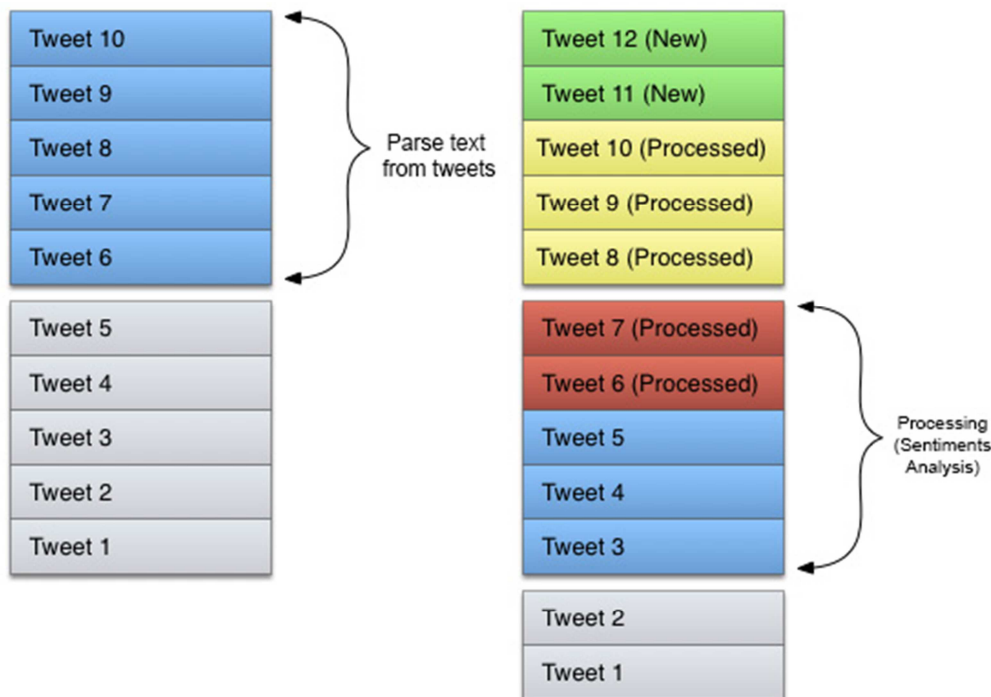 Tweet 10
Tweet 9
Tweet 8
Tweet 7
Tweet 6
Parse text
from tweets
Tweet 5
Tweet 4
Tweet 3
Tweet 2
Tweet 1
Tweet 12 (New)
Tweet 11 (New)
Tweet 10 (Processed)
Tweet 9 (Processed)
Tweet 8 (Processed)
Tweet 7 (Processed)
Tweet 6 (Processed)
Tweet 5
Tweet 4
Tweet 3
Processing
(Sentiments
Analysis)
Tweet 2
Tweet 1